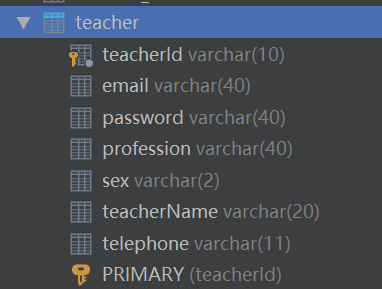 teacher
teacherId varchar(10)
email varchar(40)
password varchar(40)
profession varchar(40)
sex varchar(2)
teacherName varchar(20)
telephone varchar(11)
PRIMARY (teacherId)